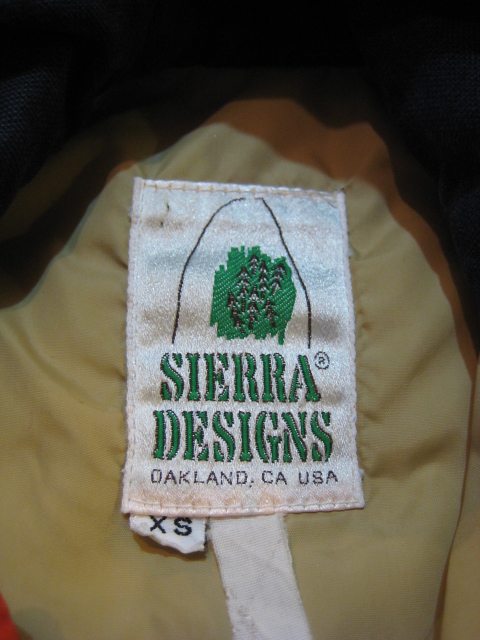 SIERRA®
DESIGNS
OAKLAND, CA USA
XS